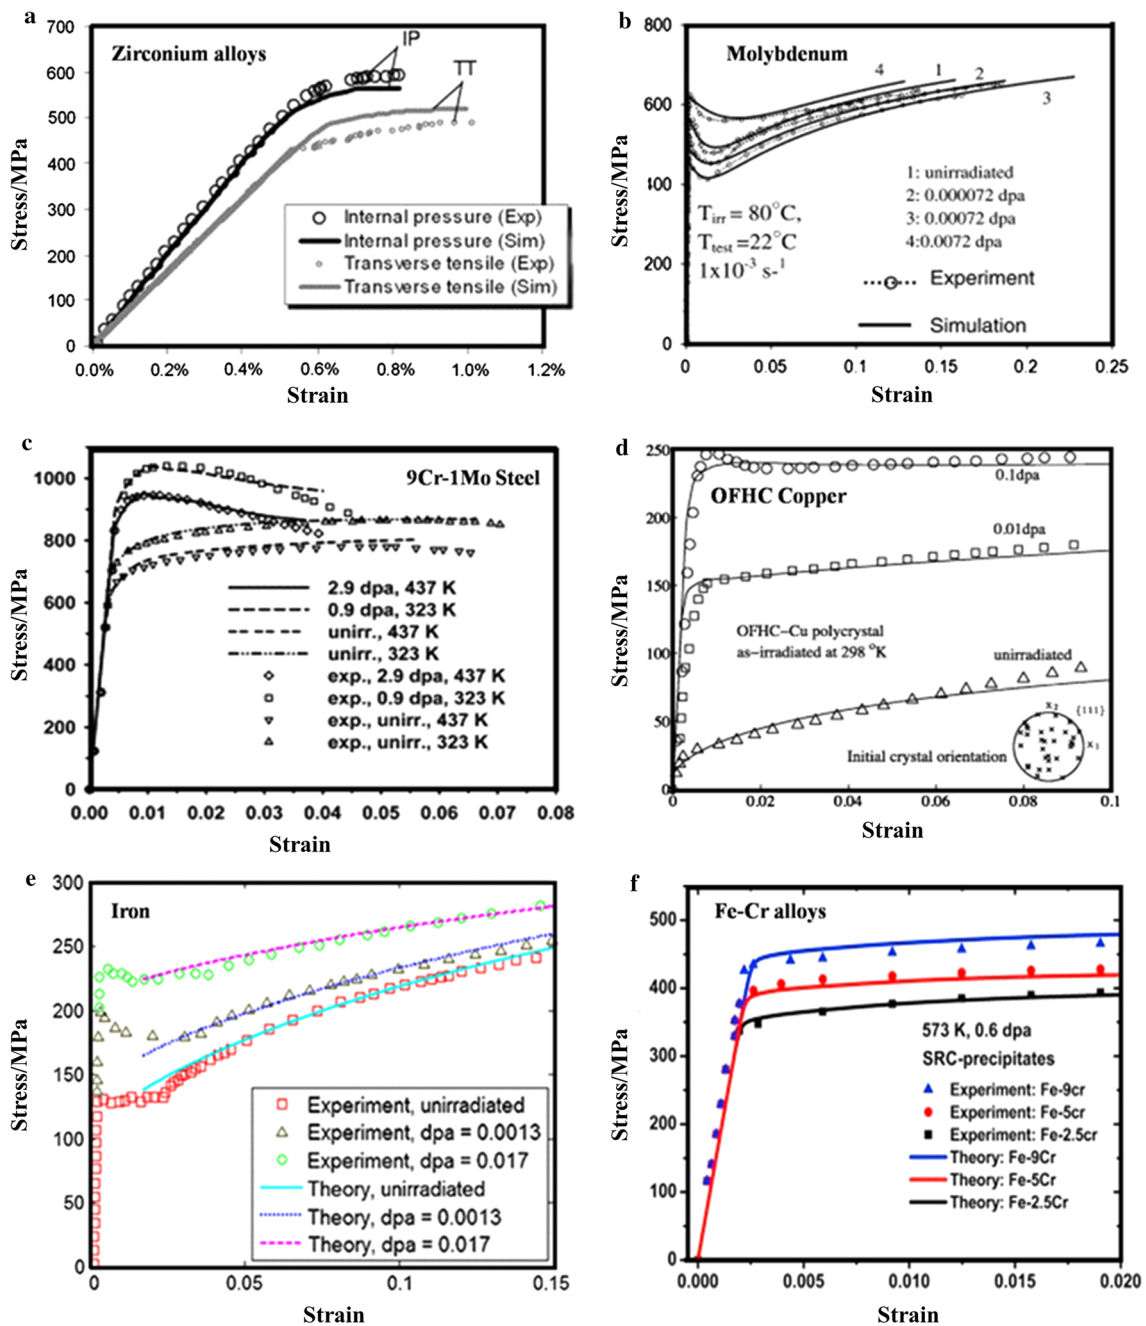 a
Zirconium alloys
IP
TT
700
600
500
400
300
200
100
0
Stress/MPa
Internal pressure (Exp)
Internal pressure (Sim)
Transverse tensile (Exp)
Transverse tensile (Sim)
0.0%
0.2%
0.4%
0.6%
0.8%
1.0%
1.2%
Strain
b
Molybdenum
800
600
400
200
0
Stress/MPa
4
1
2
3
1: unirradiated
2: 0.000072 dpa
3: 0.00072 dpa
4:0.0072 dpa
Tirr = 80°C,
Ttest =22°C
1x10-3 s-1
Experiment
Simulation
0
0.05
0.1
0.15
0.2
0.25
Strain
c
9Cr-1Mo Steel
1000
800
600
400
200
0
Stress/MPa
2.9 dpa, 437 K
0.9 dpa, 323 K
unirr., 437 K
unirr., 323 K
exp., 2.9 dpa, 437 K
exp., 0.9 dpa, 323 K
exp., unirr., 437 K
exp., unirr., 323 K
0.00
0.01
0.02
0.03
0.04
0.05
0.06
0.07
0.08
Strain
d
OFHC Copper
250
200
150
100
50
0
Stress/MPa
0.1dpa
0.01dpa
OFHC-Cu polycrystal
as-irradiated at 298 °K
unirradiated
x2
{111}
x1
Initial crystal orientation
0
0.02
0.04
0.06
0.08
0.1
Strain
e
Iron
300
250
200
150
100
50
0
Stress/MPa
Experiment, unirradiated
Experiment, dpa = 0.0013
Experiment, dpa = 0.017
Theory, unirradiated
Theory, dpa = 0.0013
Theory, dpa = 0.017
0
0.05
0.1
0.15
Strain
f
Fe-Cr alloys
500
400
300
200
100
0
Stress/MPa
573 K, 0.6 dpa
SRC-precipitates
Experiment: Fe-9cr
Experiment: Fe-5cr
Experiment: Fe-2.5cr
Theory: Fe-9Cr
Theory: Fe-5Cr
Theory: Fe-2.5Cr
0.000
0.005
0.010
0.015
0.020
Strain